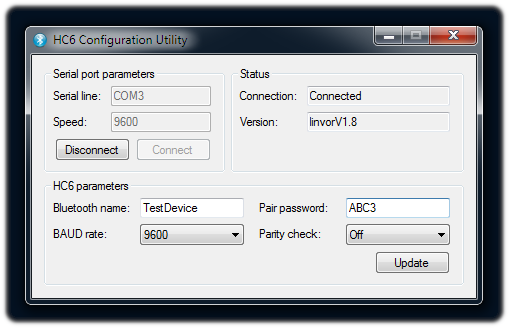 HC6 Configuration Utility
Serial port parameters
Serial line: COM3
Speed: 9600
Disconnect Connect
Status
Connection: Connected
Version: linvorV1.8
HC6 parameters
Bluetooth name: TestDevice Pair password: ABC3
BAUD rate: 9600 Parity check: Off
Update